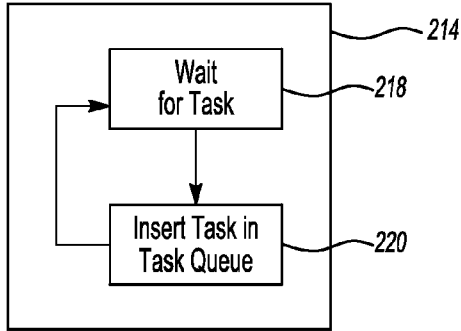 214
Wait
for Task
218
Insert Task in
Task Queue
220